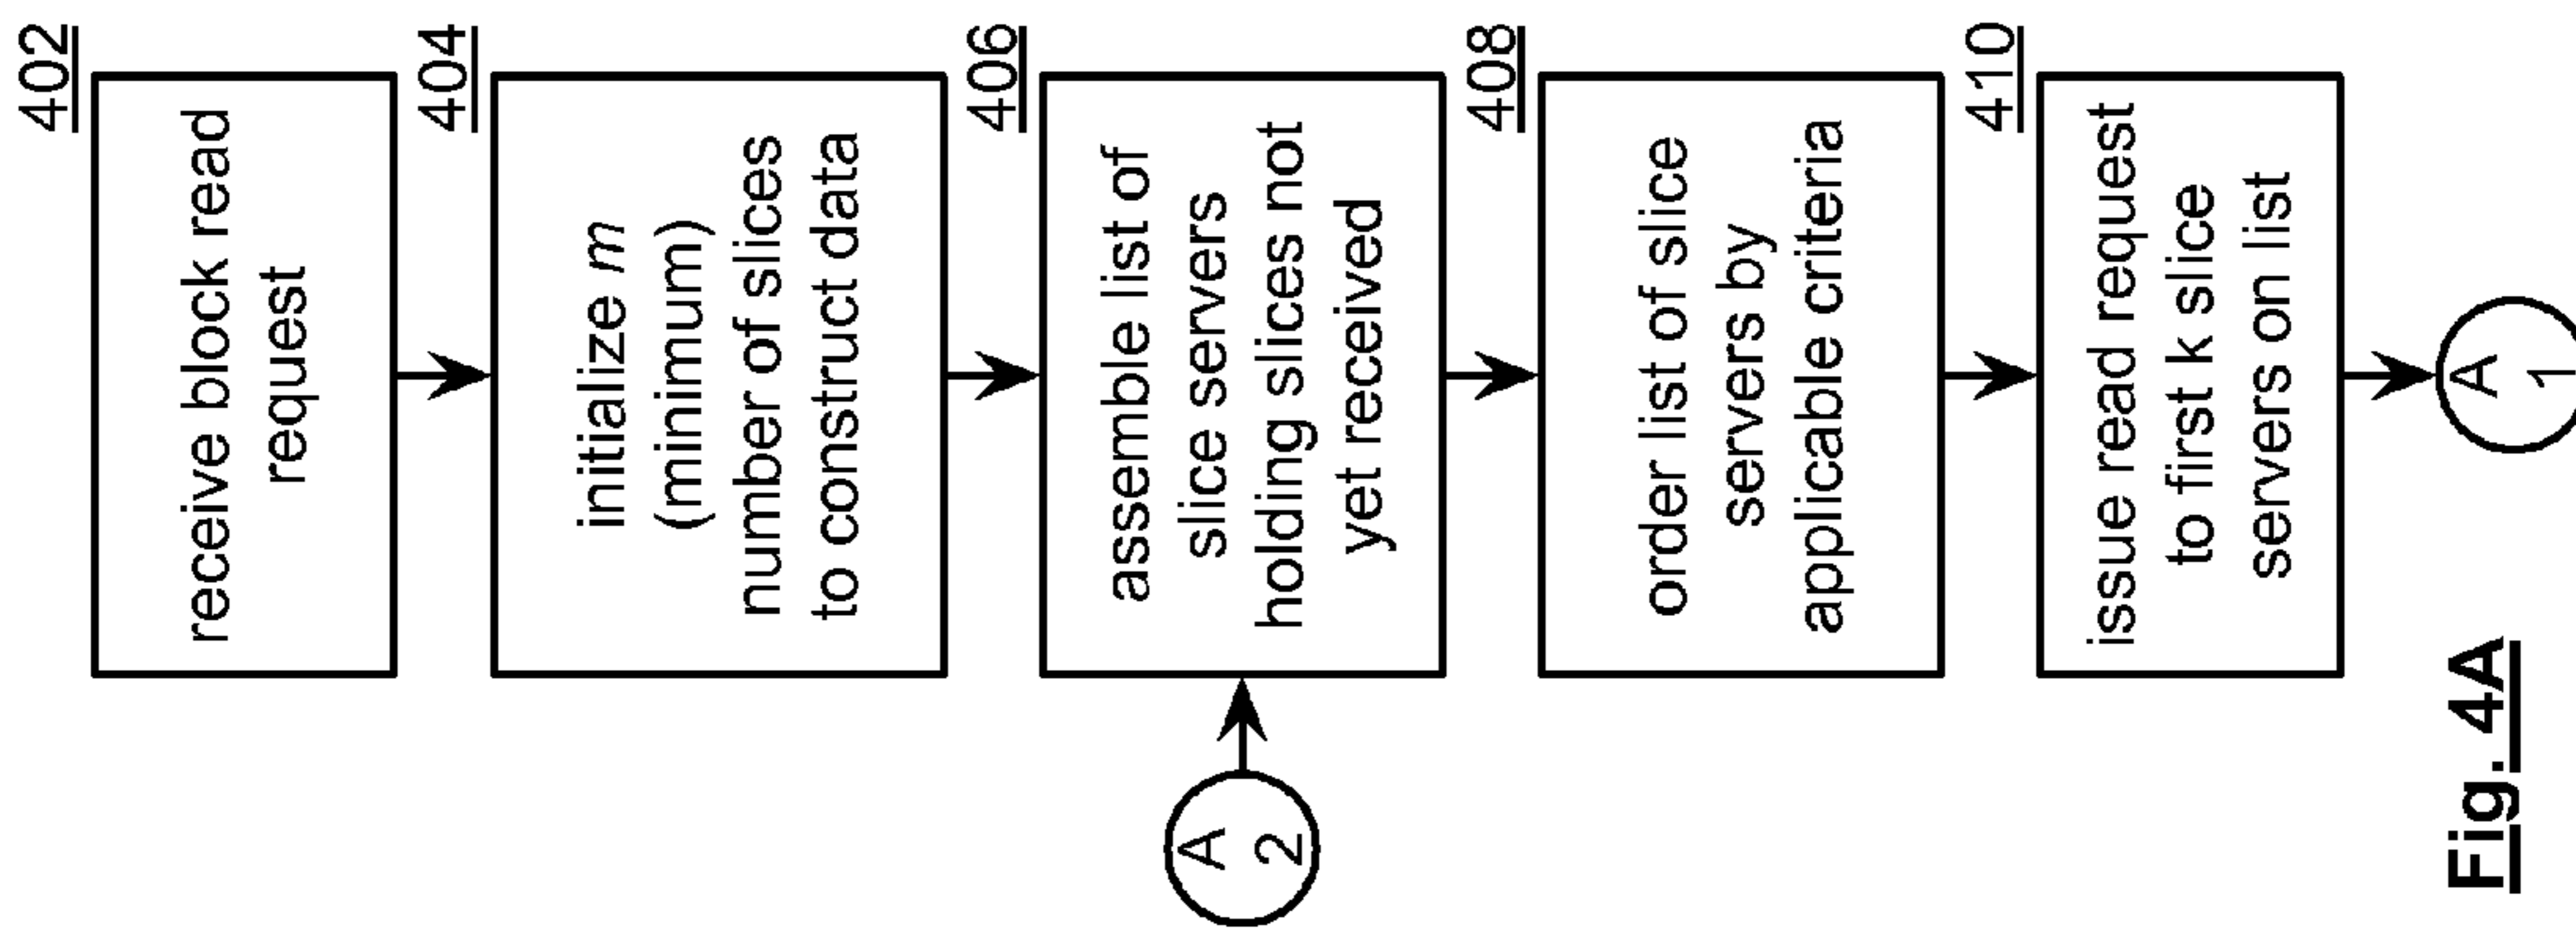 402
receive block read
request
404
initialize m
(minimum)
number of slices
to construct data
406
assemble list of
slice servers
holding slices not
yet received
A
2
408
order list of slice
servers by
applicable criteria
410
issue read request
to first k slice
servers on list
A
1
Fig. 4A